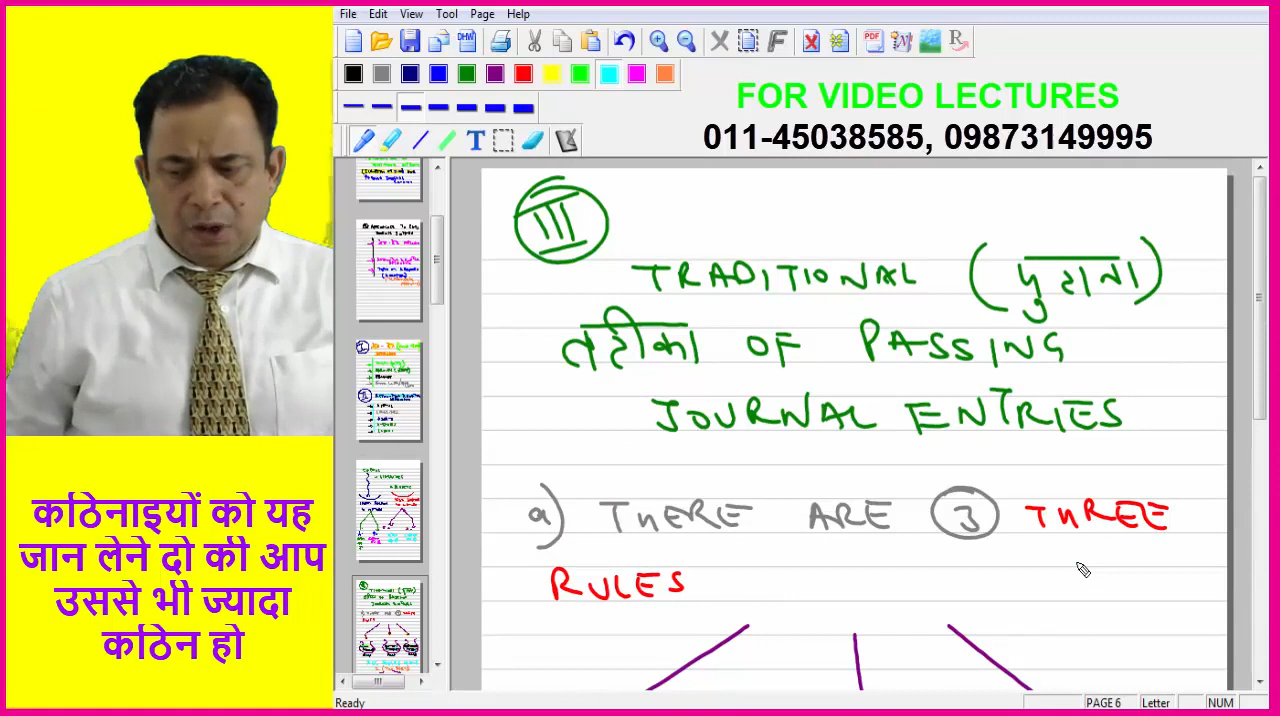 File Edit View Tool Page Help
FOR VIDEO LECTURES
011-45038585, 09873149995
III
TRADITIONAL (पुराना)
तरीका OF PASSING
JOURNAL ENTRIES
a) THERE ARE 3 THREE
RULES
कठिनाइयों को यह
जान लेने दो की आप
उससे भी ज्यादा
कठिन हो
Ready PAGE 6 Letter NUM